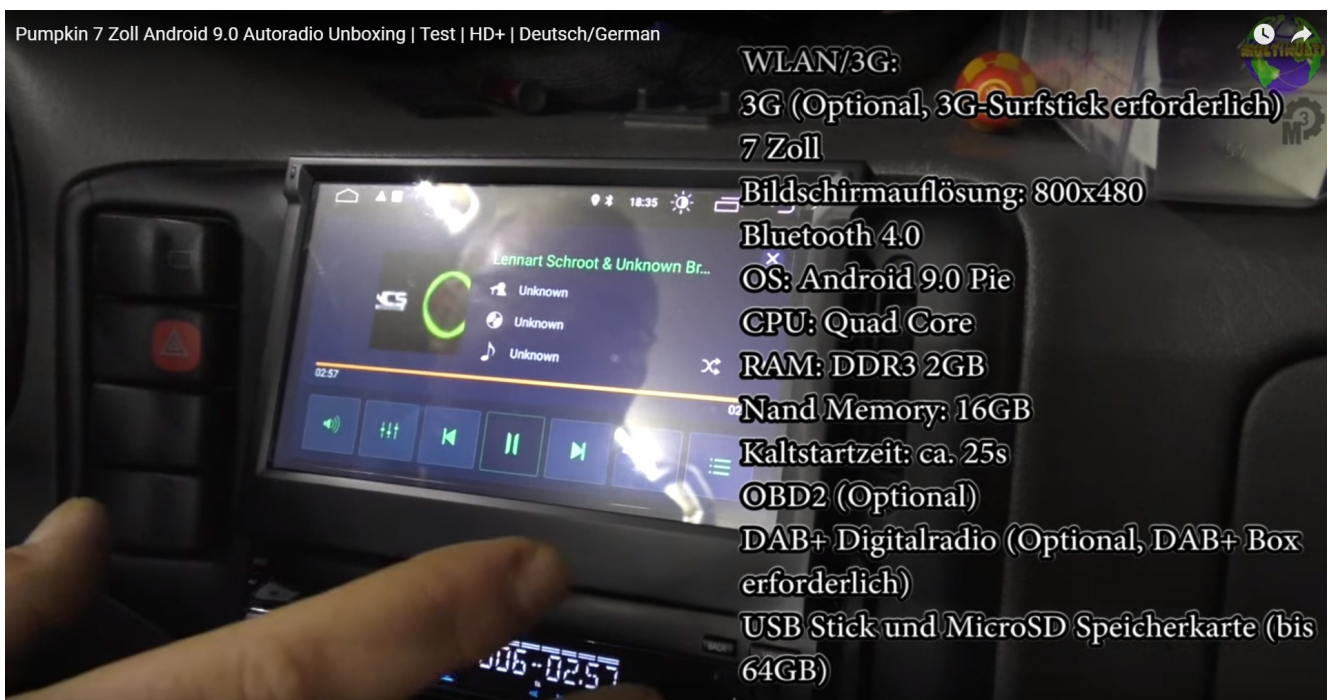 Pumpkin 7 Zoll Android 9.0 Autoradio Unboxing | Test | HD+ | Deutsch/German
WLAN/3G:
3G (Optional, 3G-Surfstick erforderlich)
7 Zoll
Bildschirmauflösung: 800x480
Bluetooth 4.0
OS: Android 9.0 Pie
CPU: Quad Core
RAM: DDR3 2GB
Nand Memory: 16GB
Kaltstartzeit: ca. 25s
OBD2 (Optional)
DAB+ Digitalradio (Optional, DAB+ Box
erforderlich)
USB Stick und MicroSD Speicherkarte (bis
64GB)
M3
18:35
Lennart Schroot & Unknown Br...
Unknown
Unknown
Unknown
02:57
02